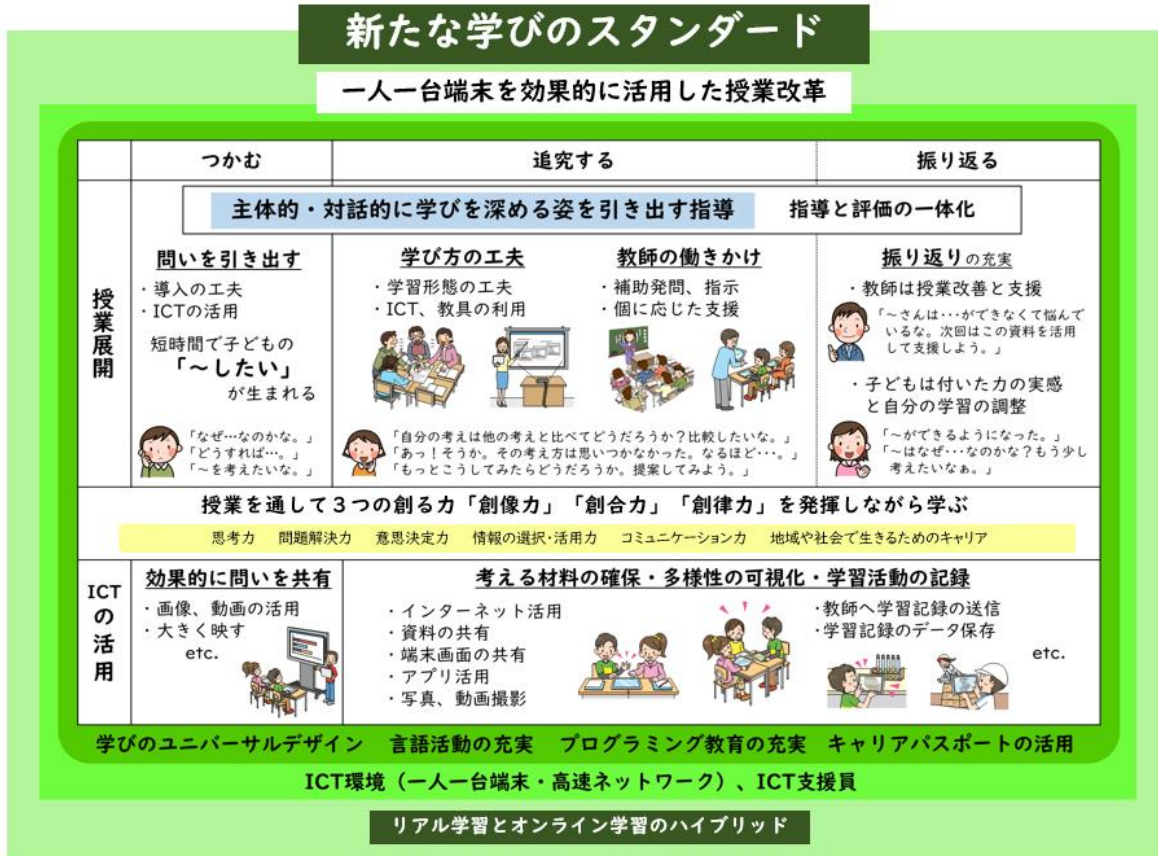 新たな学びのスタンダード
一人一台端末を効果的に活用した授業改革
つかむ
追究する
振り返る
授業展開
主体的・対話的に学びを深める姿を引き出す指導
指導と評価の一体化
問いを引き出す
・導入の工夫
・ICTの活用
短時間で子どもの
「～したい」
が生まれる
「なぜ…なのかな。」
「どうすれば…。」
「～を考えたいな。」
学び方の工夫
・学習形態の工夫
・ICT、教具の利用
教師の働きかけ
・補助発問、指示
・個に応じた支援
「自分の考えは他の考えと比べてどうだろうか？比較したいな。」
「あっ！そうか。その考え方は思いつかなかった。なるほど･･･。」
「もっとこうしてみたらどうだろうか。提案してみよう。」
振り返りの充実
・教師は授業改善と支援
「～さんは･･･ができなくて悩んで
いるな。次回はこの資料を活用
して支援しよう。」
・子どもは付いた力の実感
と自分の学習の調整
「～ができるようになった。」
「～はなぜ･･･なのかな？もう少し
考えたいなぁ。」
授業を通して３つの創る力「創像力」「創合力」「創律力」を発揮しながら学ぶ
思考力　問題解決力　意思決定力　情報の選択・活用力　コミュニケーション力　地域や社会で生きるためのキャリア
ICTの活用
効果的に問いを共有
・画像、動画の活用
・大きく映す
etc.
考える材料の確保・多様性の可視化・学習活動の記録
・インターネット活用
・資料の共有
・端末画面の共有
・アプリ活用
・写真、動画撮影
・教師へ学習記録の送信
・学習記録のデータ保存
etc.
学びのユニバーサルデザイン　言語活動の充実　プログラミング教育の充実　キャリアパスポートの活用
ICT環境（一人一台端末・高速ネットワーク）、ICT支援員
リアル学習とオンライン学習のハイブリッド